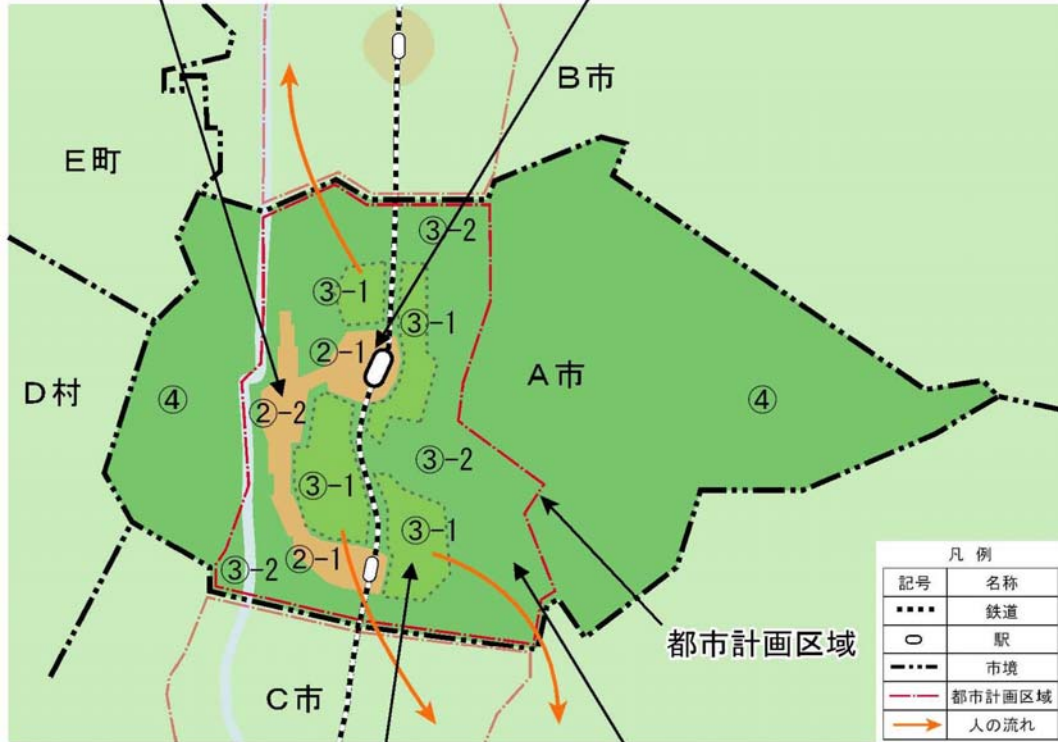 B市
E町
③-2
③-1
③-1
②-1
A市
D村
④
④
②-2
③-2
③-1
③-1
②-1
③-2
都市計画区域
C市
凡 例
記号 名称
鉄道
駅
市境
都市計画区域
人の流れ